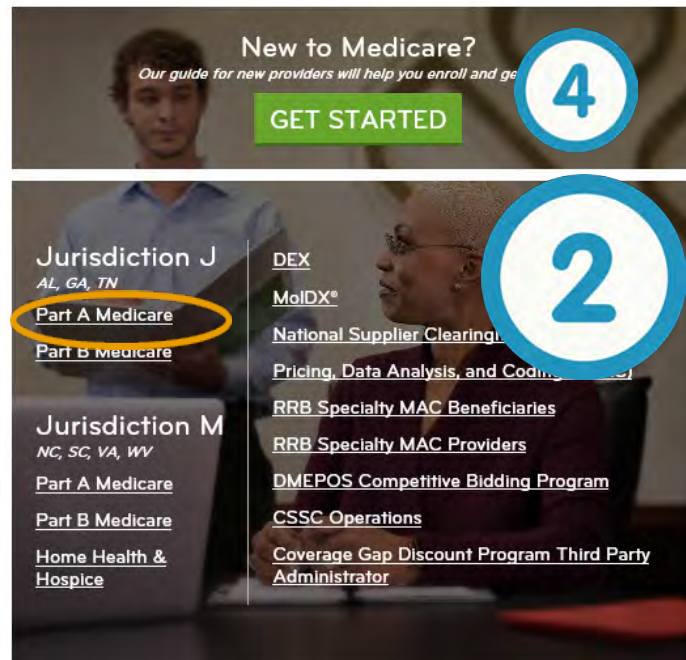 New to Medicare?
Our guide for new providers will help you enroll and ge
4
GET STARTED
2
Jurisdiction J
AL, GA, TN
Part A Medicare
Part B Medicare
Jurisdiction M
NC, SC, VA, WV
Part A Medicare
Part B Medicare
Home Health &
Hospice
DEX
MolDX®
National Supplier
Pricing, Data Analysis, and
RRB Specialty MAC Beneficiaries
RRB Specialty MAC Providers
DMEPOS Competitive Bidding Program
CSSC Operations
Coverage Gap Discount Program Third Party
Administrator